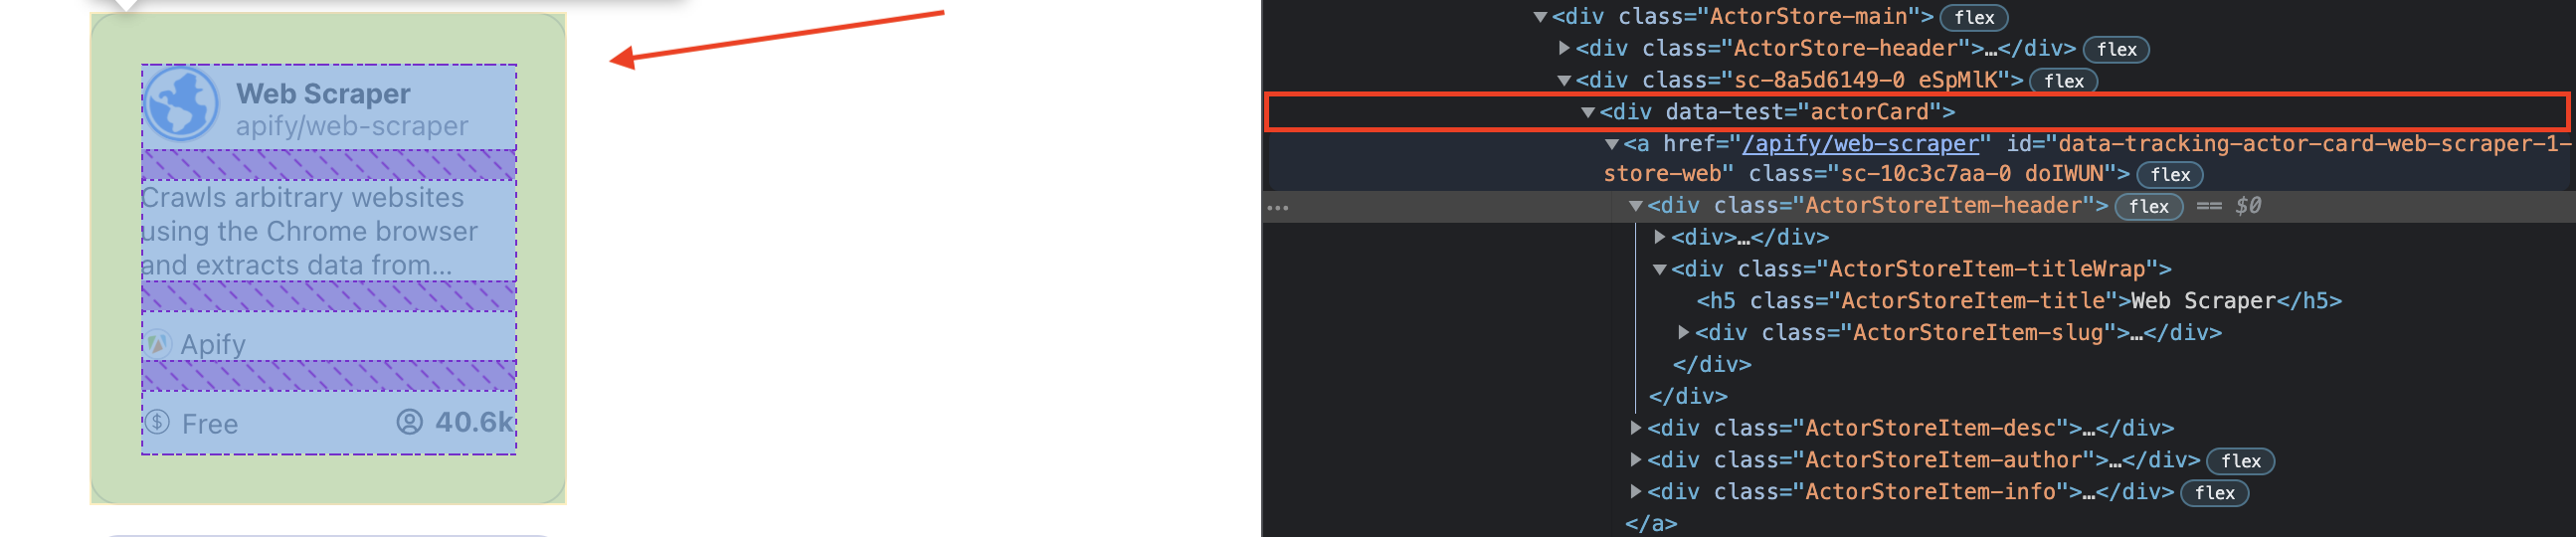 Web Scraper
apify/web-scraper
Crawls arbitrary websites
using the Chrome browser
and extracts data from...
Apify
Free 40.6k
<div class="ActorStore-main"> flex
<div class="ActorStore-header">…</div> flex
<div class="sc-8a5d6149-0 eSpMlK"> flex
<div data-test="actorCard">
<a href="/apify/web-scraper" id="data-tracking-actor-card-web-scraper-1-
store-web" class="sc-10c3c7aa-0 doIWUN"> flex
… <div class="ActorStoreItem-header"> flex == $0
<div>…</div>
<div class="ActorStoreItem-titleWrap">
<h5 class="ActorStoreItem-title">Web Scraper</h5>
<div class="ActorStoreItem-slug">…</div>
</div>
</div>
<div class="ActorStoreItem-desc">…</div>
<div class="ActorStoreItem-author">…</div> flex
<div class="ActorStoreItem-info">…</div> flex
</a>